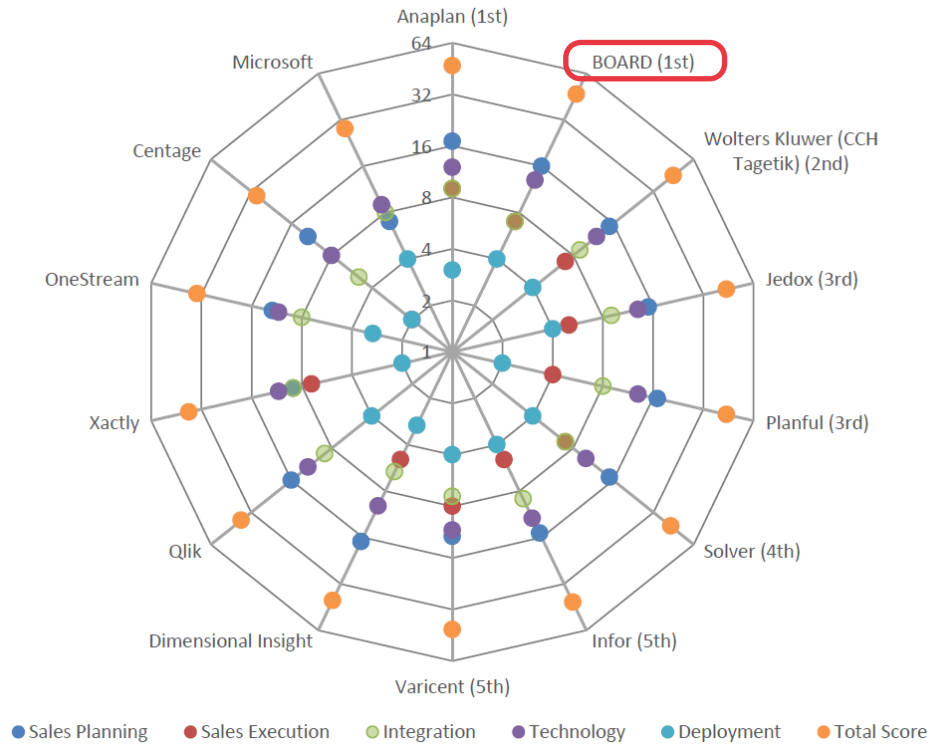 Anaplan (1st)
64
Microsoft
BOARD (1st)
32
Centage
16
Wolters Kluwer (CCH
Tagetik) (2nd)
8
4
OneStream
Jedox (3rd)
2
1
Xactly
Planful (3rd)
Qlik
Solver (4th)
Dimensional Insight
Infor (5th)
Varicent (5th)
Sales Planning
Sales Execution
Integration
Technology
Deployment
Total Score